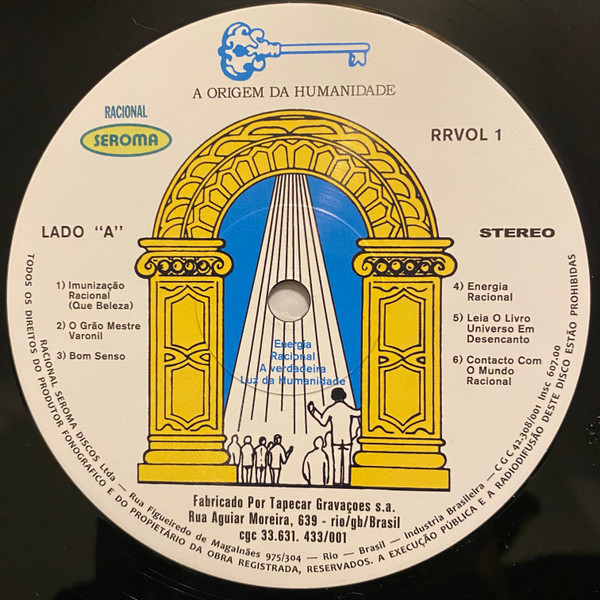 A ORIGEM DA HUMANIDADE
RACIONAL
SEROMA
RRVOL 1
LADO "A"
STEREO
1) Imunização
Racional
(Que Beleza)
2) O Grão Mestre
Varonil
3) Bom Senso
4) Energia
Racional
5) Leia O Livro
Universo Em
Desencanto
6) Contacto Com
O Mundo
Racional
Energia
Racional
A verdadeira
Luz da Humanidade
Fabricado Por Tapecar Gravaçoes s.a.
Rua Aguiar Moreira, 639 - rio/gb/Brasil
cgc 33.631. 433/001
RACIONAL SEROMA DISCOS Ltda — Rua Figueiredo de Magalnães 975/304 — Rio — Brasil — Industria Brasileira — C G C 42.308/001 Insc 607.00
TODOS OS DIREITOS DO PRODUTOR FONOGRAFICO E DO PROPIETÁRIO DA OBRA REGISTRADA, RESERVADOS. A EXECUÇÃO PÚBLICA E A RADIODIFUSÃO DESTE DISCO ESTÃO PROHIBIDAS